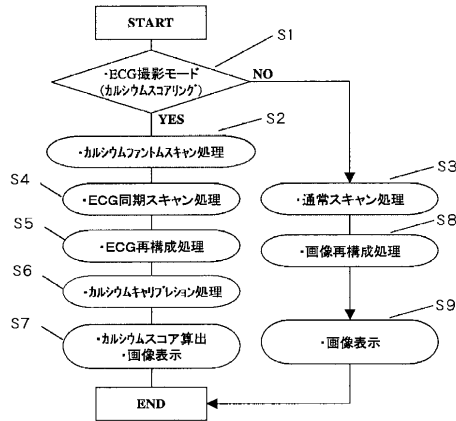 START
S1
・ECG撮影モード
(カルシウムスコアリング)
NO
YES
S2
・カルシウムファントムスキャン処理
S3
S4
・ECG同期スキャン処理
・通常スキャン処理
S5
S8
・ECG再構成処理
・画像再構成処理
S6
・カルシウムキャリブレション処理
S7
S9
・カルシウムスコア算出
・画像表示
・画像表示
END